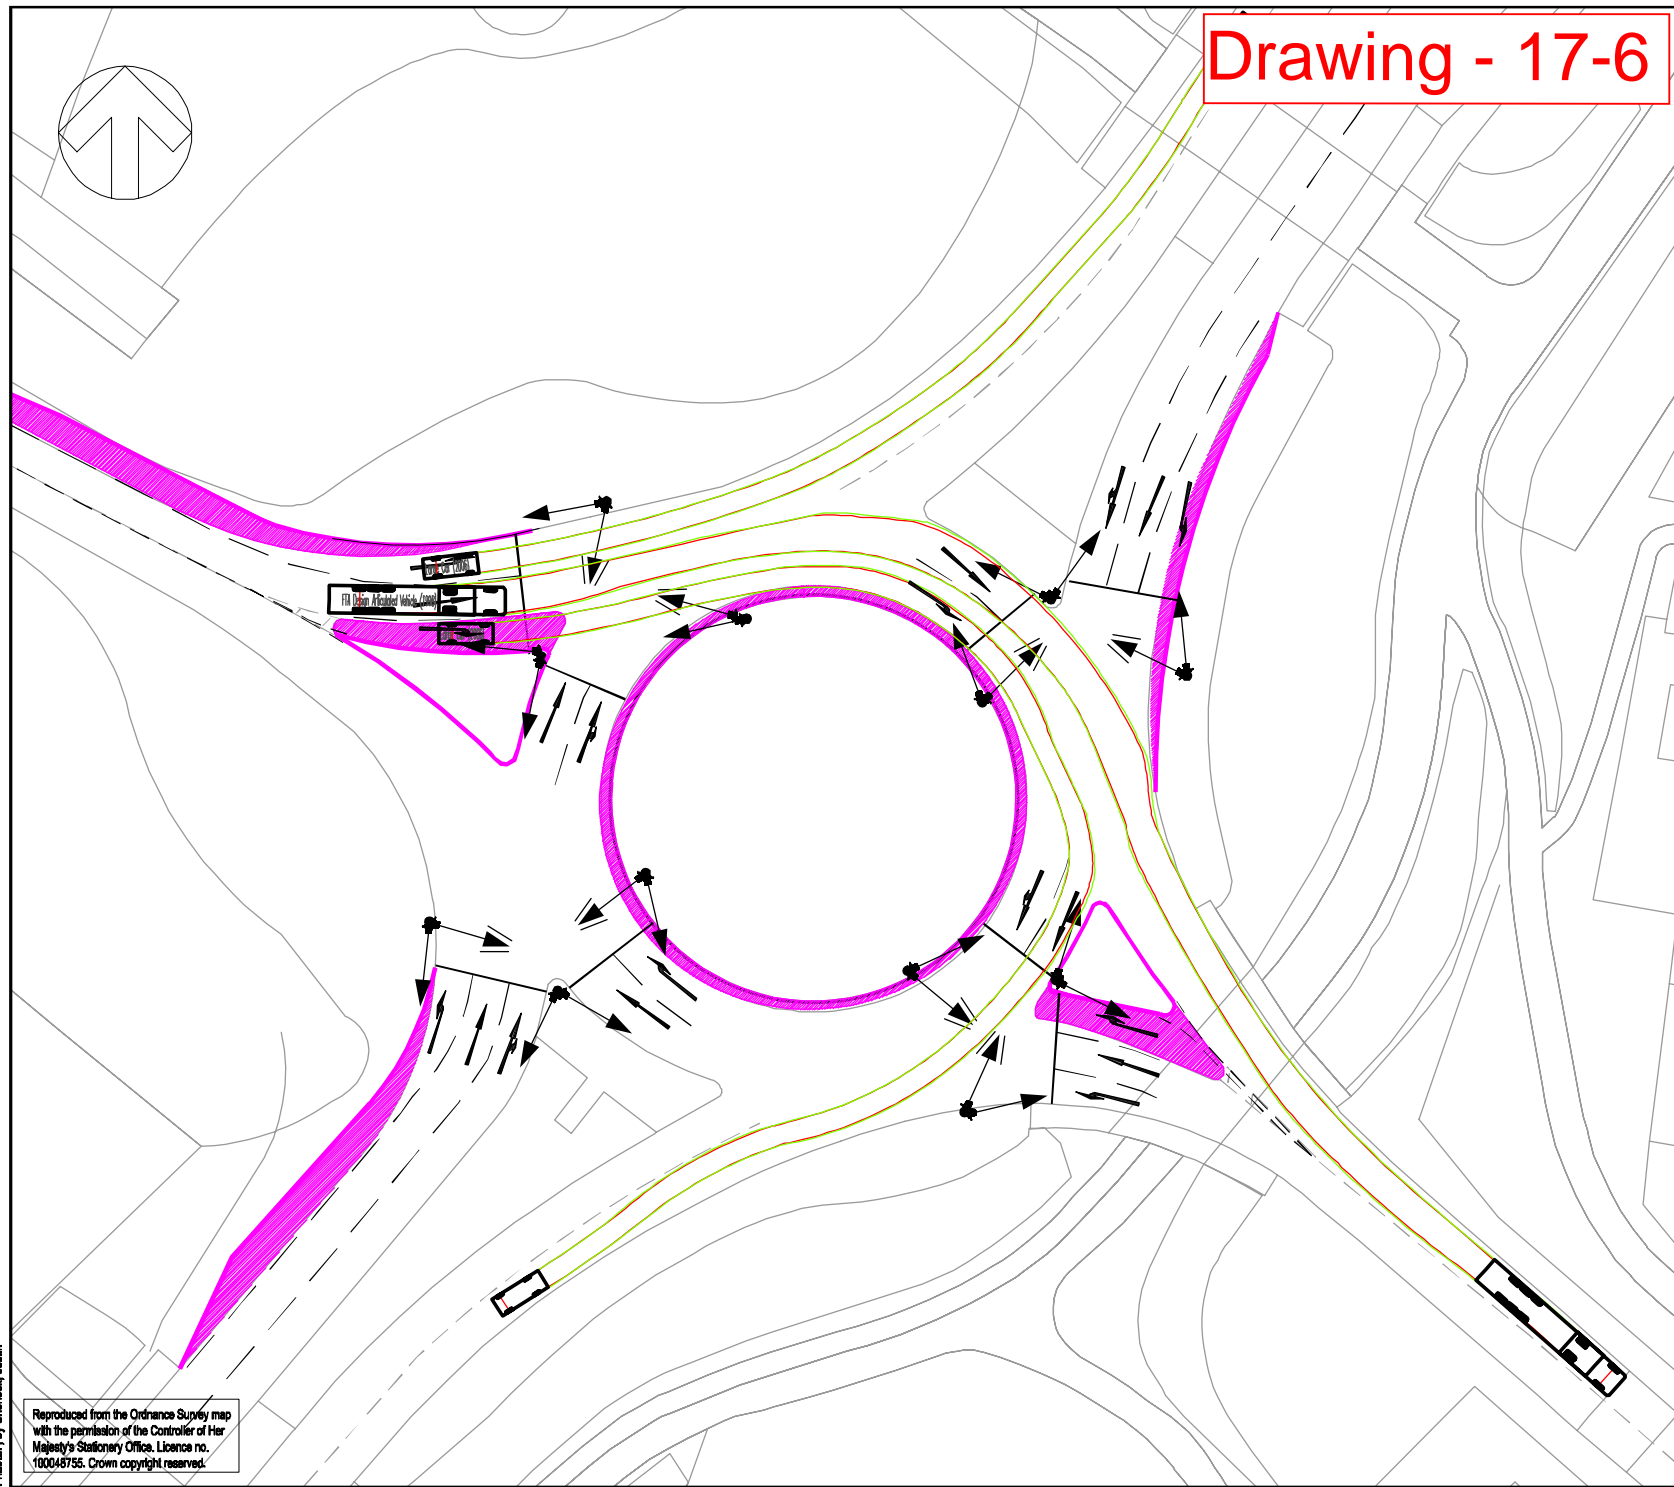 Drawing - 17-6
(2006)
FTA Design Articulated Vehicle (1998)
Reproduced from the Ordnance Survey map
with the permission of the Controller of Her
Majesty's Stationery Office. Licence no.
100048755. Crown copyright reserved.